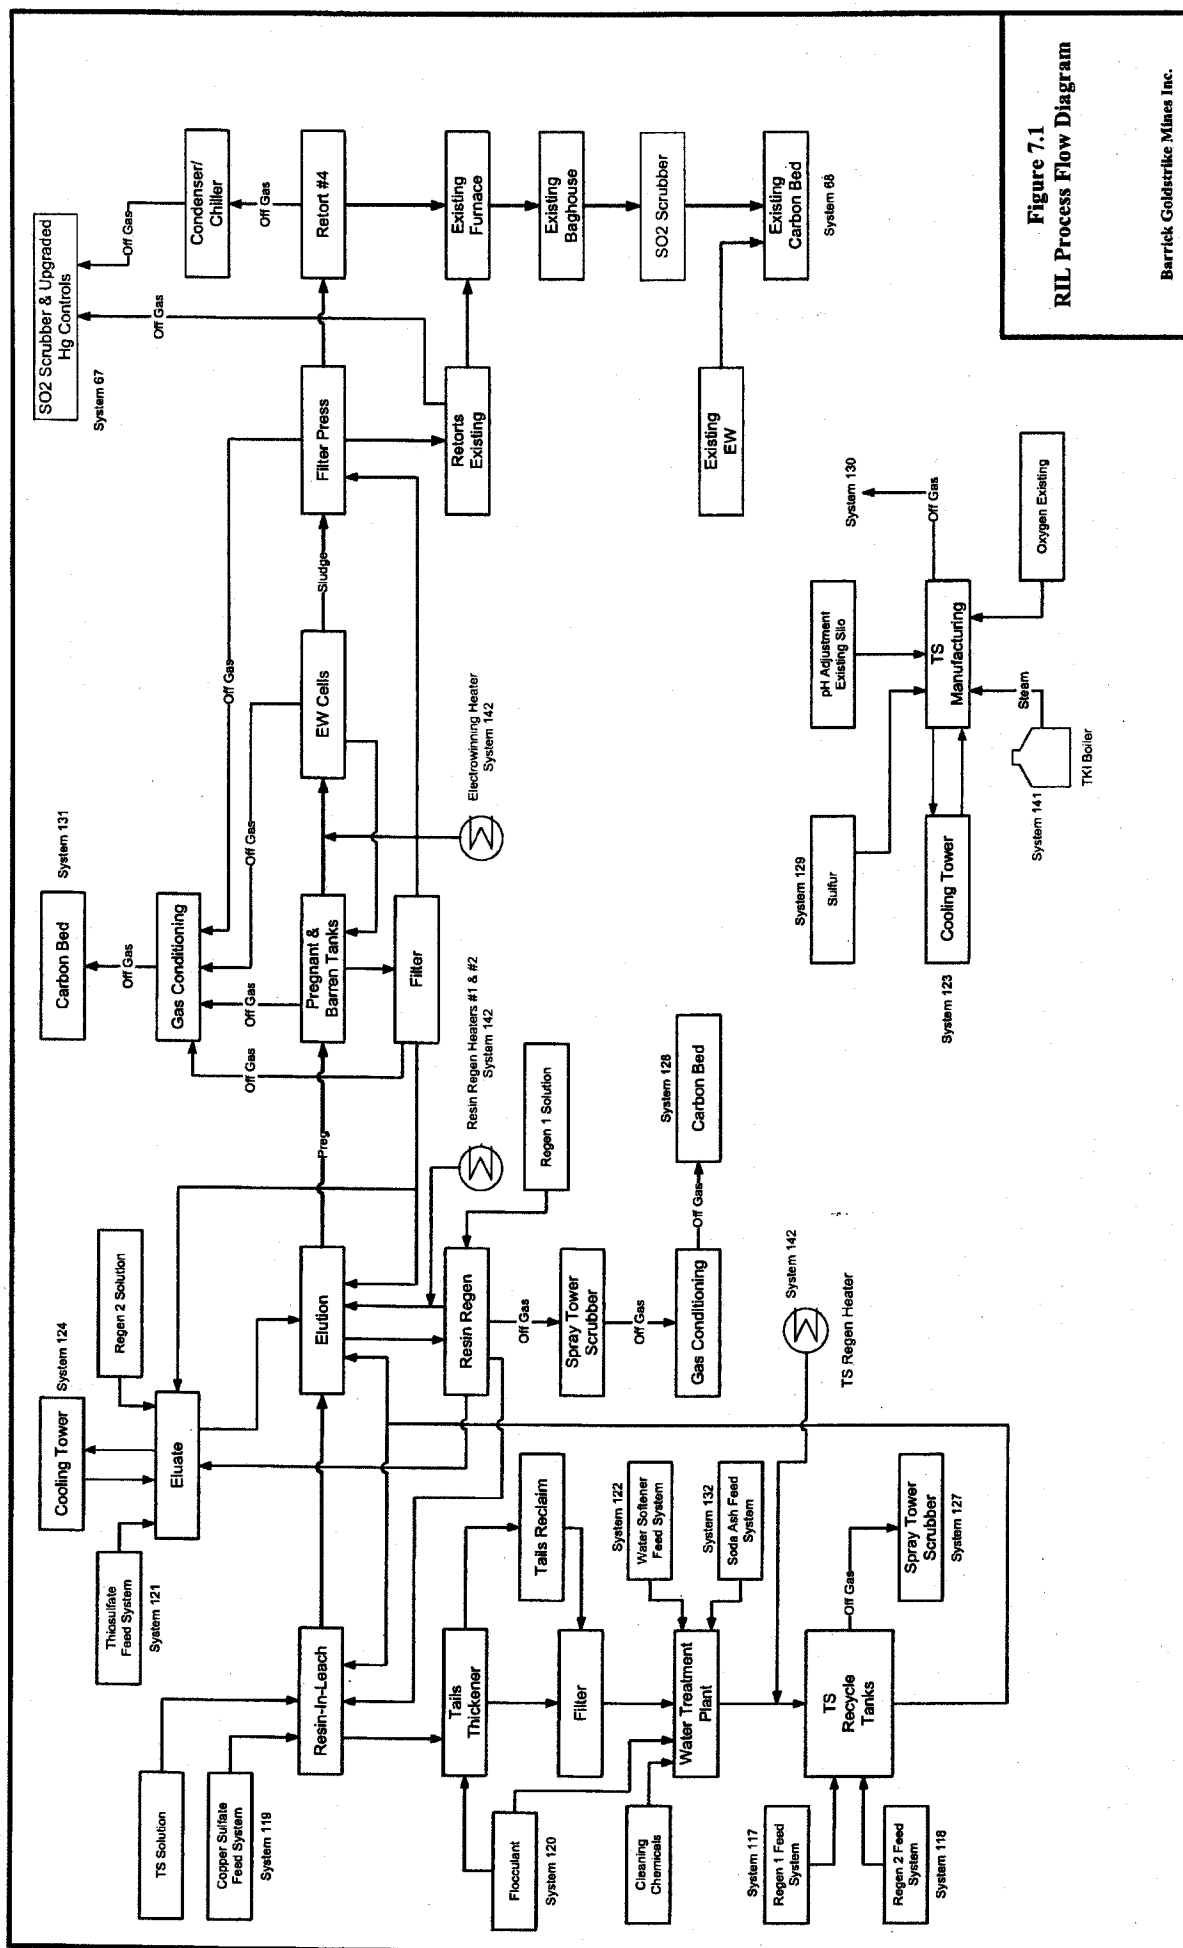 TS Solution
Copper Sulfate
Feed System
System 119
Thiosulfate
Feed System
System 121
Cooling Tower
System 124
Regen 2 Solution
Eluate
Resin-In-Leach
Elution
Preg
Pregnant &
Barren Tanks
EW Cells
Sludge
Filter Press
Retort #4
Off Gas
Condenser/
Chiller
Off Gas
SO2 Scrubber & Upgraded
Hg Controls
System 67
Off Gas
Carbon Bed
System 131
Off Gas
Gas Conditioning
Off Gas
Off Gas
Off Gas
Off Gas
Filter
Electrowinning Heater
System 142
Resin Regen Heaters #1 & #2
System 142
Regen 1 Solution
Resin Regen
Off Gas
Spray Tower
Scrubber
Off Gas
Gas Conditioning
Off Gas
Carbon Bed
System 128
Retorts
Existing
Existing
Furnace
Existing
Baghouse
SO2 Scrubber
Existing
Carbon Bed
System 68
Existing
EW
Flocculant
System 120
Tails
Thickener
Tails Reclaim
Filter
Cleaning
Chemicals
Water Treatment
Plant
System 122
Water Softener
Feed System
System 132
Soda Ash Feed
System
System 142
TS Regen Heater
System 117
Regen 1 Feed
System
Regen 2 Feed
System
System 118
TS
Recycle
Tanks
Off Gas
Spray Tower
Scrubber
System 127
System 129
Sulfur
pH Adjustment
Existing Silo
Cooling Tower
System 123
TS
Manufacturing
Off Gas
System 130
Steam
System 141
TKI Boiler
Oxygen Existing
Figure 7.1
RIL Process Flow Diagram
Barrick Goldstrike Mines Inc.